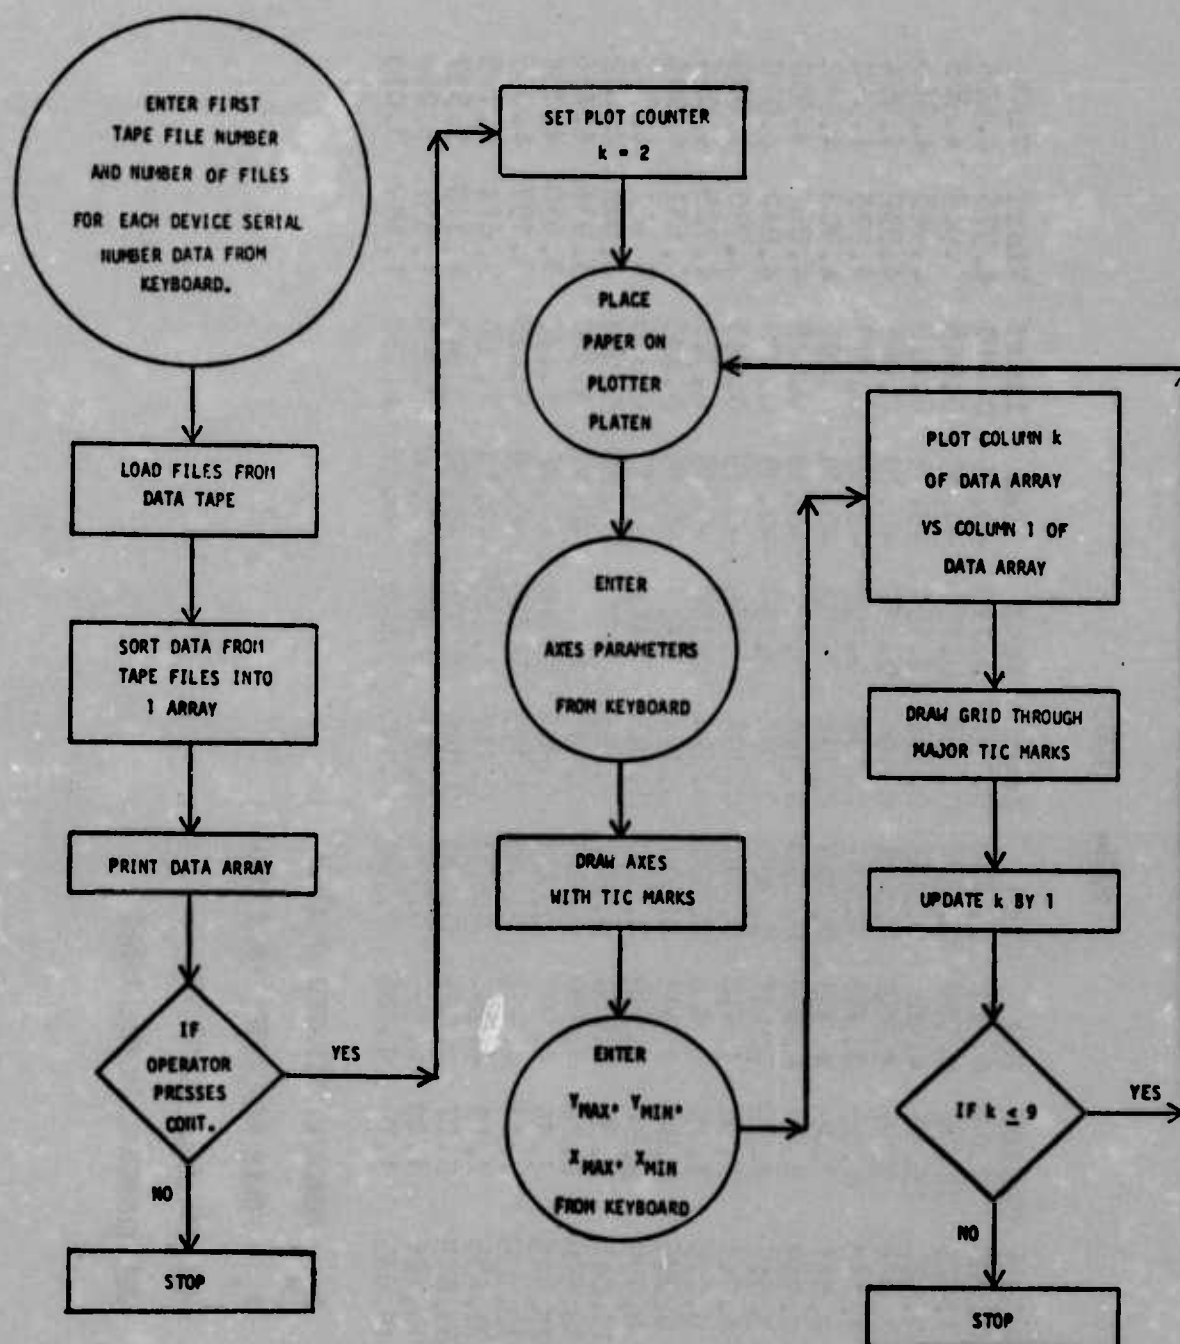 ENTER FIRST
TAPE FILE NUMBER
AND NUMBER OF FILES
FOR EACH DEVICE SERIAL
NUMBER DATA FROM
KEYBOARD.
LOAD FILES FROM
DATA TAPE
SORT DATA FROM
TAPE FILES INTO
1 ARRAY
PRINT DATA ARRAY
IF
OPERATOR
PRESSES
CONT.
YES
NO
STOP
SET PLOT COUNTER
k = 2
PLACE
PAPER ON
PLOTTER
PLATEN
ENTER
AXES PARAMETERS
FROM KEYBOARD
DRAW AXES
WITH TIC MARKS
ENTER
Y MAX, Y MIN,
X MAX, X MIN
FROM KEYBOARD
PLOT COLUMN k
OF DATA ARRAY
VS COLUMN 1 OF
DATA ARRAY
DRAW GRID THROUGH
MAJOR TIC MARKS
UPDATE k BY 1
IF k ≤ 9
YES
NO
STOP